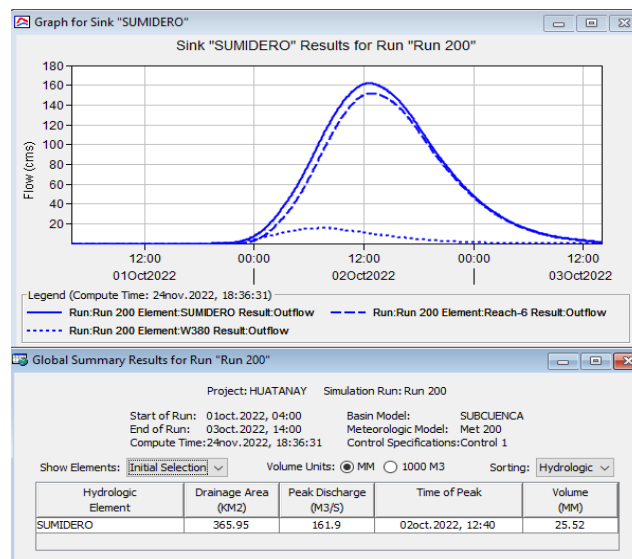 Graph for Sink "SUMIDERO"
Sink "SUMIDERO" Results for Run "Run 200"
180
160
140
120
100
80
60
40
20
Flow (cms)
12:00 00:00 12:00 00:00 12:00
01Oct2022 | 02Oct2022 | 03Oct2022
Legend (Compute Time: 24nov.2022, 18:36:31)
Run:Run 200 Element:SUMIDERO Result:Outflow Run:Run 200 Element:Reach-6 Result:Outflow
Run:Run 200 Element:W380 Result:Outflow
Global Summary Results for Run "Run 200"
Project: HUATANAY Simulation Run: Run 200
Start of Run: 01oct.2022, 04:00 Basin Model: SUBCUENCA
End of Run: 03oct.2022, 14:00 Meteorologic Model: Met 200
Compute Time:24nov.2022, 18:36:31 Control Specifications:Control 1
Show Elements: Initial Selection Volume Units: MM 1000 M3 Sorting: Hydrologic
Hydrologic Drainage Area Peak Discharge Time of Peak Volume
Element (KM2) (M3/S) (MM)
SUMIDERO 365.95 161.9 02oct.2022, 12:40 25.52